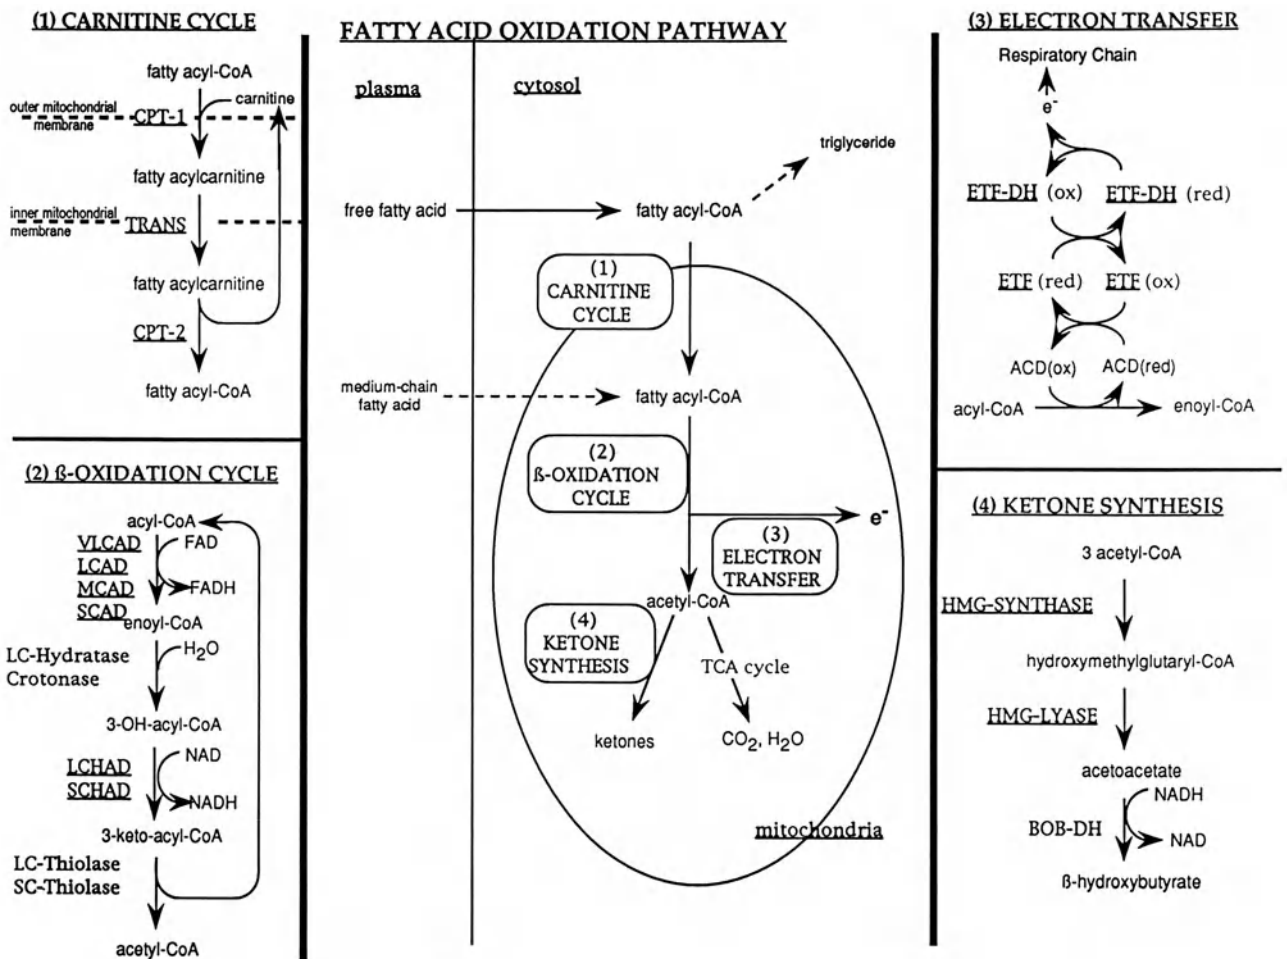 (1) CARNITINE CYCLE
fatty acyl-CoA
carnitine
outer mitochondrial
membrane
CPT-1
fatty acylcarnitine
inner mitochondrial
membrane
TRANS
fatty acylcarnitine
CPT-2
fatty acyl-CoA
(2) ß-OXIDATION CYCLE
acyl-CoA
VLCAD
FAD
LCAD
MCAD
FADH
SCAD
enoyl-CoA
LC-Hydratase
H2O
Crotonase
3-OH-acyl-CoA
NAD
LCHAD
SCHAD
NADH
3-keto-acyl-CoA
LC-Thiolase
SC-Thiolase
acetyl-CoA
FATTY ACID OXIDATION PATHWAY
plasma
cytosol
triglyceride
free fatty acid
fatty acyl-CoA
(1)
CARNITINE
CYCLE
medium-chain
fatty acid
fatty acyl-CoA
(2)
ß-OXIDATION
CYCLE
e-
(3)
ELECTRON
TRANSFER
acetyl-CoA
(4)
KETONE
SYNTHESIS
TCA cycle
ketones
CO2, H2O
mitochondria
(3) ELECTRON TRANSFER
Respiratory Chain
e-
ETF-DH (ox)
ETF-DH (red)
ETF (red)
ETF (ox)
ACD(ox)
ACD(red)
acyl-CoA
enoyl-CoA
(4) KETONE SYNTHESIS
3 acetyl-CoA
HMG-SYNTHASE
hydroxymethylglutaryl-CoA
HMG-LYASE
acetoacetate
NADH
BOB-DH
NAD
ß-hydroxybutyrate